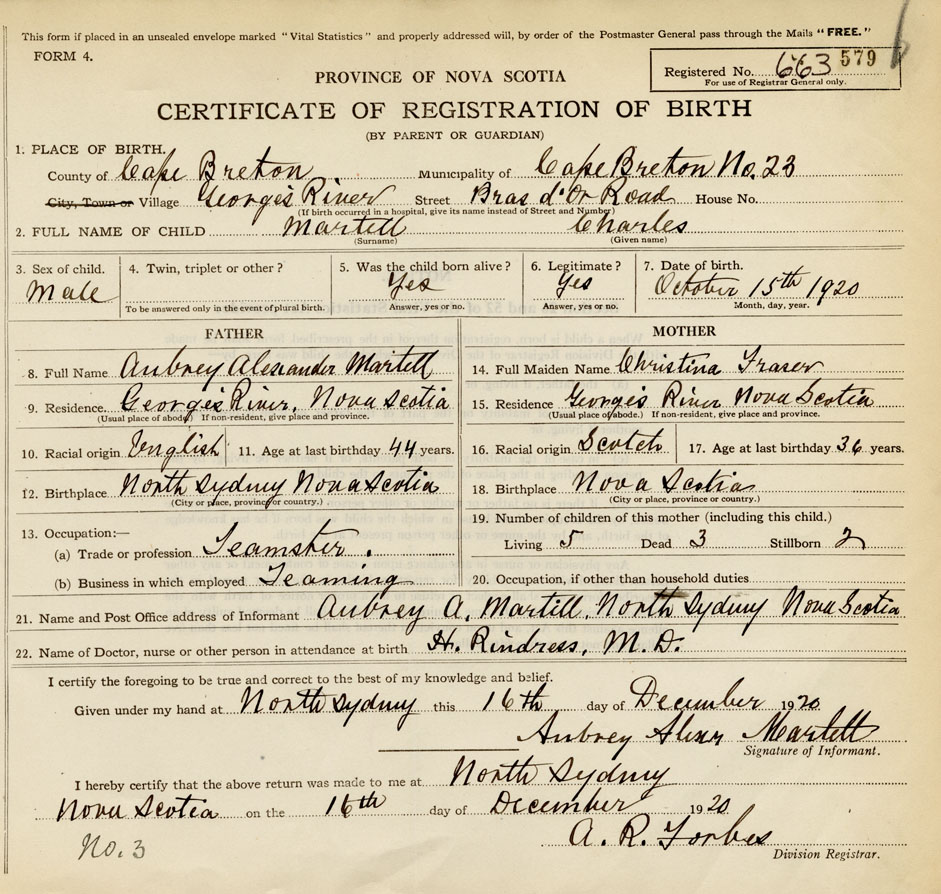 This form if placed in an unsealed envelope marked "Vital Statistics" and properly addressed will, by order of the Postmaster General pass through the Mails "FREE."
FORM 4.
Registered No. 663 579
For use of Registrar General only.
PROVINCE OF NOVA SCOTIA
CERTIFICATE OF REGISTRATION OF BIRTH
(BY PARENT OR GUARDIAN)
1. PLACE OF BIRTH.
County of Cape Breton Municipality of Cape Breton No. 23
City, Town or Village Georges River Street Bras d'Or Road House No.
(If birth occurred in a hospital, give its name instead of Street and Number)
2. FULL NAME OF CHILD Martell Charles
(Surname) (Given name)
3. Sex of child. 4. Twin, triplet or other? 5. Was the child born alive? 6. Legitimate? 7. Date of birth.
Male Yes Yes October 15th 1920
To be answered only in the event of plural birth. Answer, yes or no. Answer, yes or no. Month, day, year.
FATHER MOTHER
8. Full Name Aubrey Alexander Martell 14. Full Maiden Name Christina Fraser
9. Residence Georges River, Nova Scotia 15. Residence Georges River Nova Scotia
(Usual place of abode) If non-resident, give place and province. (Usual place of abode.) If non-resident, give place and province.
10. Racial origin English 11. Age at last birthday 44 years. 16. Racial origin Scotch 17. Age at last birthday 36 years.
12. Birthplace North Sydney Nova Scotia 18. Birthplace Nova Scotia
(City or place, province or country.) (City or place, province or country.)
13. Occupation:— 19. Number of children of this mother (including this child.)
(a) Trade or profession Teamster. Living 5 Dead 3 Stillborn 2
(b) Business in which employed Teaming 20. Occupation, if other than household duties
21. Name and Post Office address of Informant Aubrey A. Martell, North Sydney Nova Scotia
22. Name of Doctor, nurse or other person in attendance at birth H. Rindress, M.D.
I certify the foregoing to be true and correct to the best of my knowledge and belief.
Given under my hand at North Sydney this 16th day of December 1920
Aubrey Alexr Martell
Signature of Informant.
I hereby certify that the above return was made to me at North Sydney
Nova Scotia on the 16th day of December 1920
A. R. Forbes
No. 3
Division Registrar.